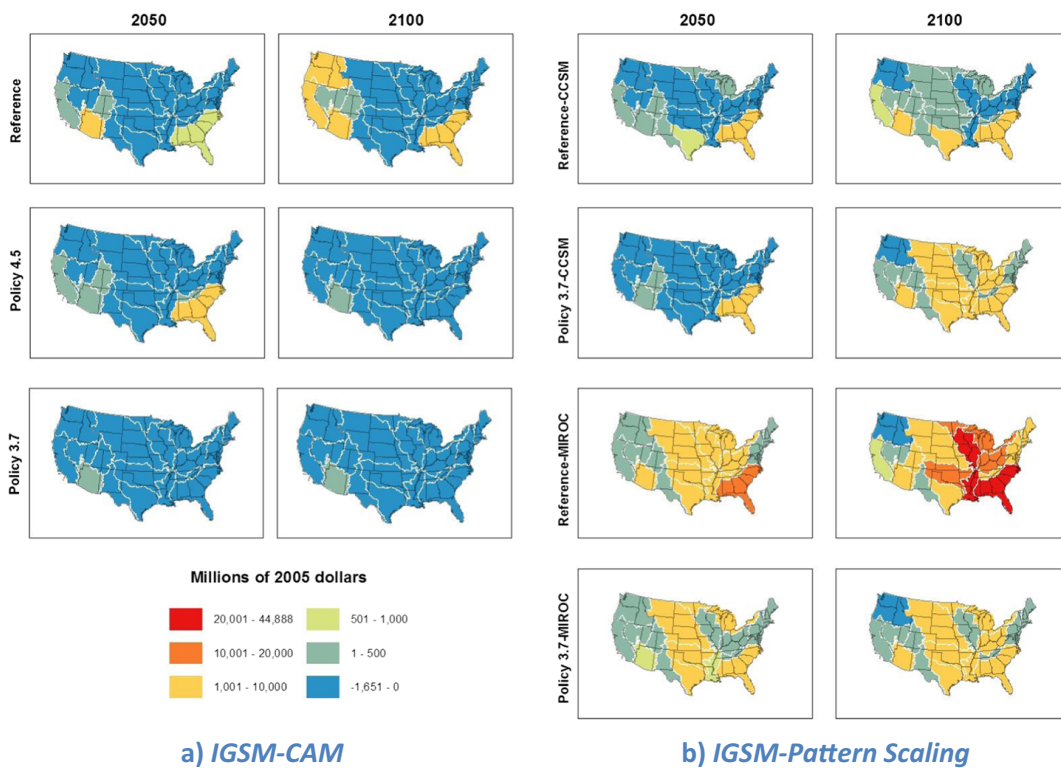 2050
2100
Reference
Policy 4.5
Policy 3.7
Millions of 2005 dollars
20,001 - 44,888
10,001 - 20,000
1,001 - 10,000
501 - 1,000
1 - 500
-1,651 - 0
a) IGSM-CAM
2050
2100
Reference-CCSM
Policy 3.7-CCSM
Reference-MIROC
Policy 3.7-MIROC
b) IGSM-Pattern Scaling